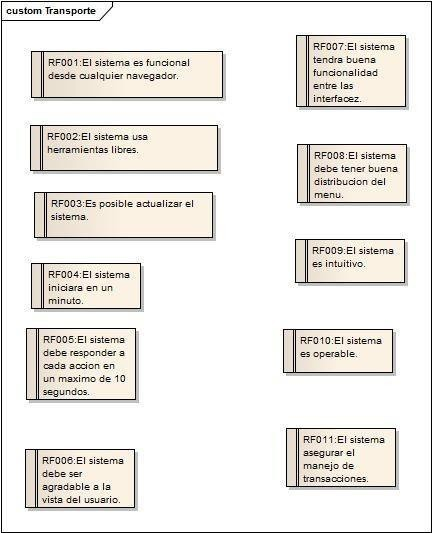 custom Transporte
RF001:El sistema es funcional
desde cualquier navegador.
RF002:El sistema usa
herramientas libres.
RF003:Es posible actualizar el
sistema.
RF004:El sistema
iniciara en un
minuto.
RF005:El sistema
debe responder a
cada accion en
un maximo de 10
segundos.
RF006:El sistema
debe ser
agradable a la
vista del usuario.
RF007:El sistema
tendra buena
funcionalidad
entre las
interfacez.
RF008:El sistema
debe tener buena
distribucion del
menu.
RF009:El sistema
es intuitivo.
RF010:El sistema
es operable.
RF011:El sistema
asegurar el
manejo de
transacciones.